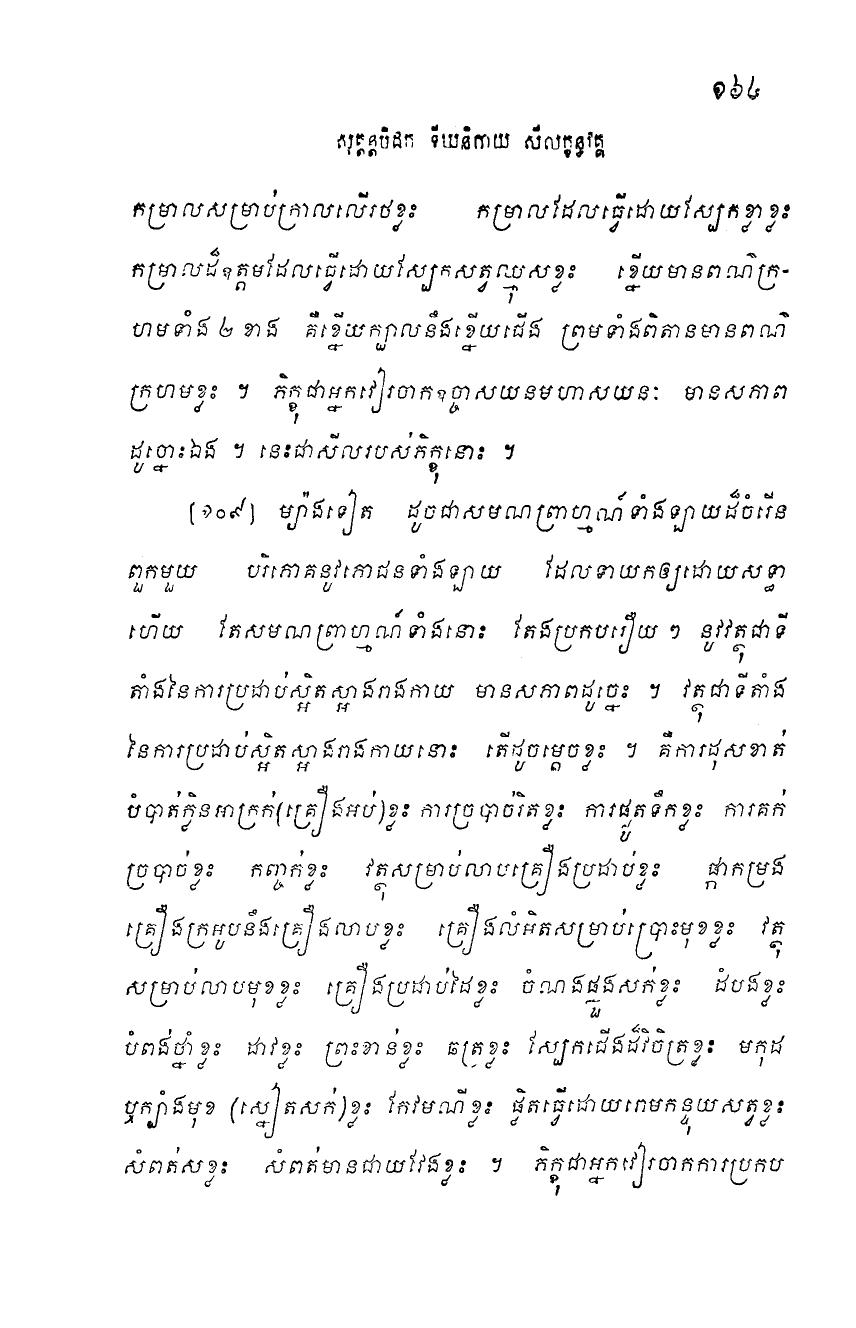 ១៦៤
សុត្តន្តបិដក ទីឃនិកាយ សីលក្ខន្ធវគ្គ
កម្រាលសម្រាប់ក្រាលលើរថខ្លះ កម្រាលដែលធ្វើដោយស្បែកខ្លាខ្លះ
កម្រាលដ៏ឧត្តមដែលធ្វើដោយស្បែកសត្វឈ្មុសខ្លះ ខ្នើយមានពណ៌ក្រ-
ហមទាំង ២ ខាង គឺខ្នើយក្បាលនឹងខ្នើយជើង ព្រមទាំងពិតានមានពណ៌
ក្រហមខ្លះ ។ ភិក្ខុជាអ្នកវៀរចាកឧច្ចាសយនមហាសយនៈ មានសភាព
ដូច្នោះឯង ។ នេះជាសីលរបស់ភិក្ខុនោះ ។
[១០៩] ម្យ៉ាងទៀត ដូចជាសមណព្រាហ្មណ៍ទាំងឡាយដ៏ចំរើន
ពួកមួយ បរិភោគនូវភោជនទាំងឡាយ ដែលទាយកឲ្យដោយសទ្ធា
ហើយ តែសមណព្រាហ្មណ៍ទាំងនោះ តែងប្រកបរឿយ ៗ នូវវត្ថុជាទី
តាំងនៃការប្រដាប់ស្អិតស្អាងរាងកាយ មានសភាពដូច្នេះ ។ វត្ថុជាទីតាំង
នៃការប្រដាប់ស្អិតស្អាងរាងកាយនោះ តើដូចម្តេចខ្លះ ។ គឺការដុសខាត់
បំបាត់ក្លិនអាក្រក់(គ្រឿងអប់)ខ្លះ ការច្របាច់រិតខ្លះ ការផ្ងូតទឹកខ្លះ ការគក់
ច្របាច់ខ្លះ កញ្ចក់ខ្លះ វត្ថុសម្រាប់លាបគ្រឿងប្រដាប់ខ្លះ ផ្កាកម្រង
គ្រឿងក្រអូបនឹងគ្រឿងលាបខ្លះ គ្រឿងលំអិតសម្រាប់ប្រោះមុខខ្លះ វត្ថុ
សម្រាប់លាបមុខខ្លះ គ្រឿងប្រដាប់ដៃខ្លះ ចំណងផ្នួងសក់ខ្លះ ដំបងខ្លះ
បំពង់ថ្នាំខ្លះ ដាវខ្លះ ព្រះខាន់ខ្លះ ឆត្រខ្លះ ស្បែកជើងដ៏វិចិត្រខ្លះ មកុដ
ឬក្បាំងមុខ (ស្នៀតសក់)ខ្លះ កែវមណីខ្លះ ផ្លិតធ្វើដោយរោមកន្ទុយសត្វខ្លះ
សំពត់សខ្លះ សំពត់មានជាយវែងខ្លះ ។ ភិក្ខុជាអ្នកវៀរចាកការប្រកប